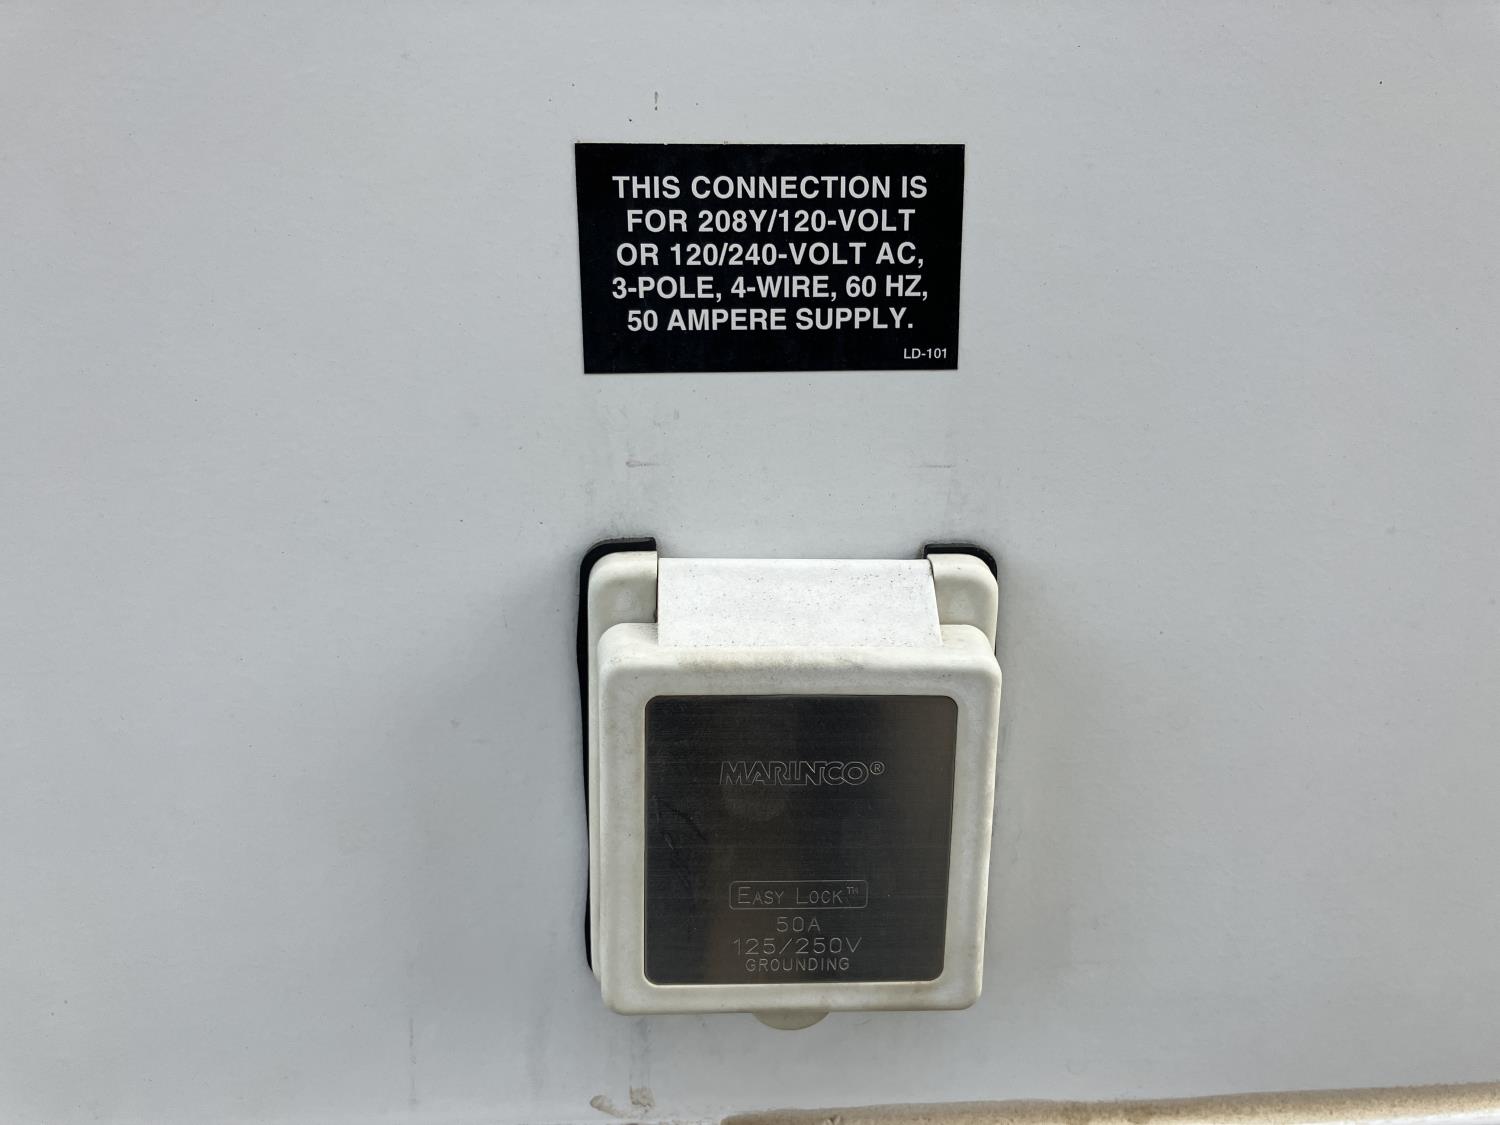 THIS CONNECTION IS
FOR 208Y/120-VOLT
OR 120/240-VOLT AC,
3-POLE, 4-WIRE, 60 HZ,
50 AMPERE SUPPLY.
LD-101
MARINCO®
EASY LOCK™
50A
125/250V
GROUNDING